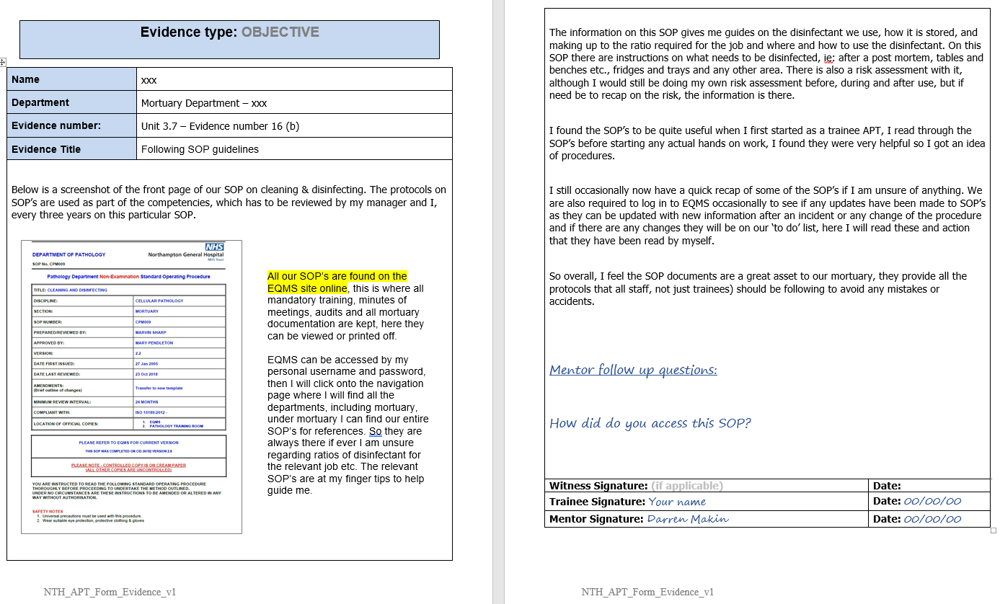 Evidence type: OBJECTIVE
Name
xxx
Department
Mortuary Department – xxx
Evidence number:
Unit 3.7 – Evidence number 16 (b)
Evidence Title
Following SOP guidelines
Below is a screenshot of the front page of our SOP on cleaning & disinfecting. The protocols on
SOP's are used as part of the competencies, which has to be reviewed by my manager and I,
every three years on this particular SOP.
NHS
DEPARTMENT OF PATHOLOGY
Northampton General Hospital
NHS Trust
SOP No. CPM009
Pathology Department Non-Examination Standard Operating Procedure
TITLE: CLEANING AND DISINFECTING
DISCIPLINE:
CELLULAR PATHOLOGY
SECTION:
MORTUARY
SOP NUMBER:
CPM009
PREPARED/REVIEWED BY:
MARVIN SHARP
APPROVED BY:
MARY PENDLETON
VERSION:
2.2
DATE FIRST ISSUED:
27 Jan 2005
DATE LAST REVIEWED:
23 Oct 2018
AMENDMENTS:
(Brief outline of changes)
Transfer to new template
MINIMUM REVIEW INTERVAL:
24 MONTHS
COMPLIANT WITH:
ISO 15189:2012 -
LOCATION OF OFFICIAL COPIES:
1. EQMS
2. PATHOLOGY TRAINING ROOM
PLEASE REFER TO EQMS FOR CURRENT VERSION
THIS SOP WAS COMPLETED ON VERSION
PLEASE NOTE - CONTROLLED COPY IS ON CREAM PAPER
(ALL OTHER COPIES ARE UNCONTROLLED)
YOU ARE INSTRUCTED TO READ THE FOLLOWING STANDARD OPERATING PROCEDURE
THOROUGHLY BEFORE PROCEEDING TO UNDERTAKE THE METHOD OUTLINED.
UNDER NO CIRCUMSTANCES ARE THESE INSTRUCTIONS TO BE AMENDED OR ALTERED IN ANY
WAY WITHOUT AUTHORISATION.
SAFETY NOTES
1. Universal precautions must be used with this procedure.
2. Wear suitable eye protection, protective clothing & gloves
All our SOP's are found on the
EQMS site online, this is where all
mandatory training, minutes of
meetings, audits and all mortuary
documentation are kept, here they
can be viewed or printed off.
EQMS can be accessed by my
personal username and password,
then I will click onto the navigation
page where I will find all the
departments, including mortuary,
under mortuary I can find our entire
SOP's for references. So they are
always there if ever I am unsure
regarding ratios of disinfectant for
the relevant job etc. The relevant
SOP's are at my finger tips to help
guide me.
NTH_APT_Form_Evidence_v1
The information on this SOP gives me guides on the disinfectant we use, how it is stored, and
making up to the ratio required for the job and where and how to use the disinfectant. On this
SOP there are instructions on what needs to be disinfected, ie; after a post mortem, tables and
benches etc., fridges and trays and any other area. There is also a risk assessment with it,
although I would still be doing my own risk assessment before, during and after use, but if
need be to recap on the risk, the information is there.
I found the SOP's to be quite useful when I first started as a trainee APT, I read through the
SOP's before starting any actual hands on work, I found they were very helpful so I got an idea
of procedures.
I still occasionally now have a quick recap of some of the SOP's if I am unsure of anything. We
are also required to log in to EQMS occasionally to see if any updates have been made to SOP's
as they can be updated with new information after an incident or any change of the procedure
and if there are any changes they will be on our 'to do' list, here I will read these and action
that they have been read by myself.
So overall, I feel the SOP documents are a great asset to our mortuary, they provide all the
protocols that all staff, not just trainees) should be following to avoid any mistakes or
accidents.
Mentor follow up questions:
How did do you access this SOP?
Witness Signature: (if applicable)
Date:
Trainee Signature: Your name
Date: 00/00/00
Mentor Signature: Darren Makin
Date: 00/00/00
NTH_APT_Form_Evidence_v1